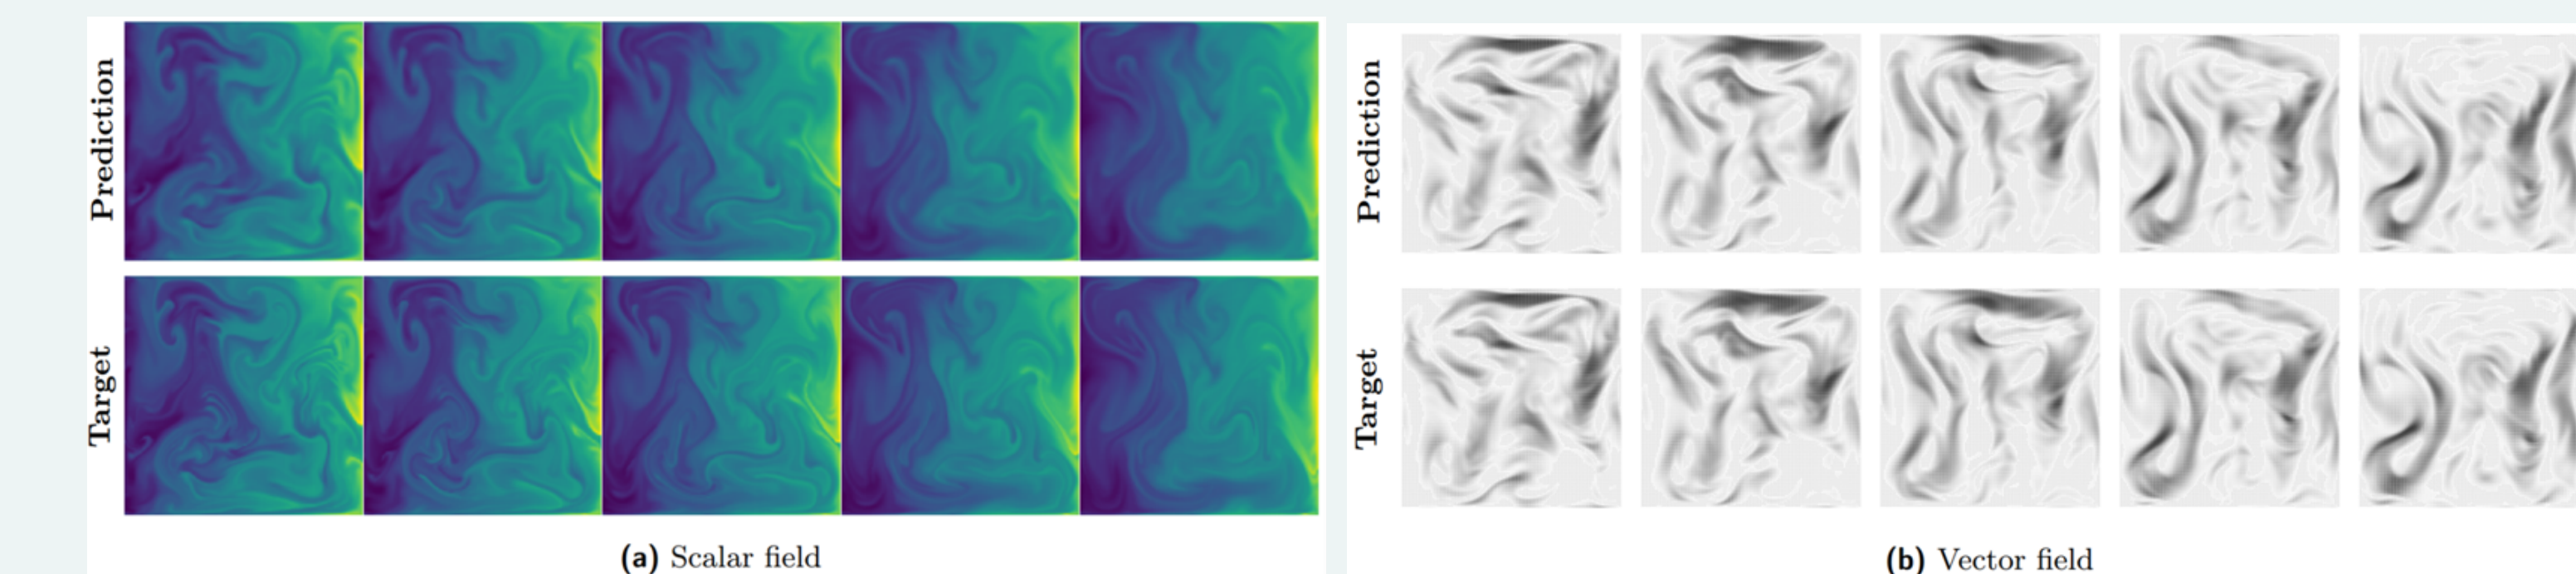 Prediction
Target
(a) Scalar field
Prediction
Target
(b) Vector field